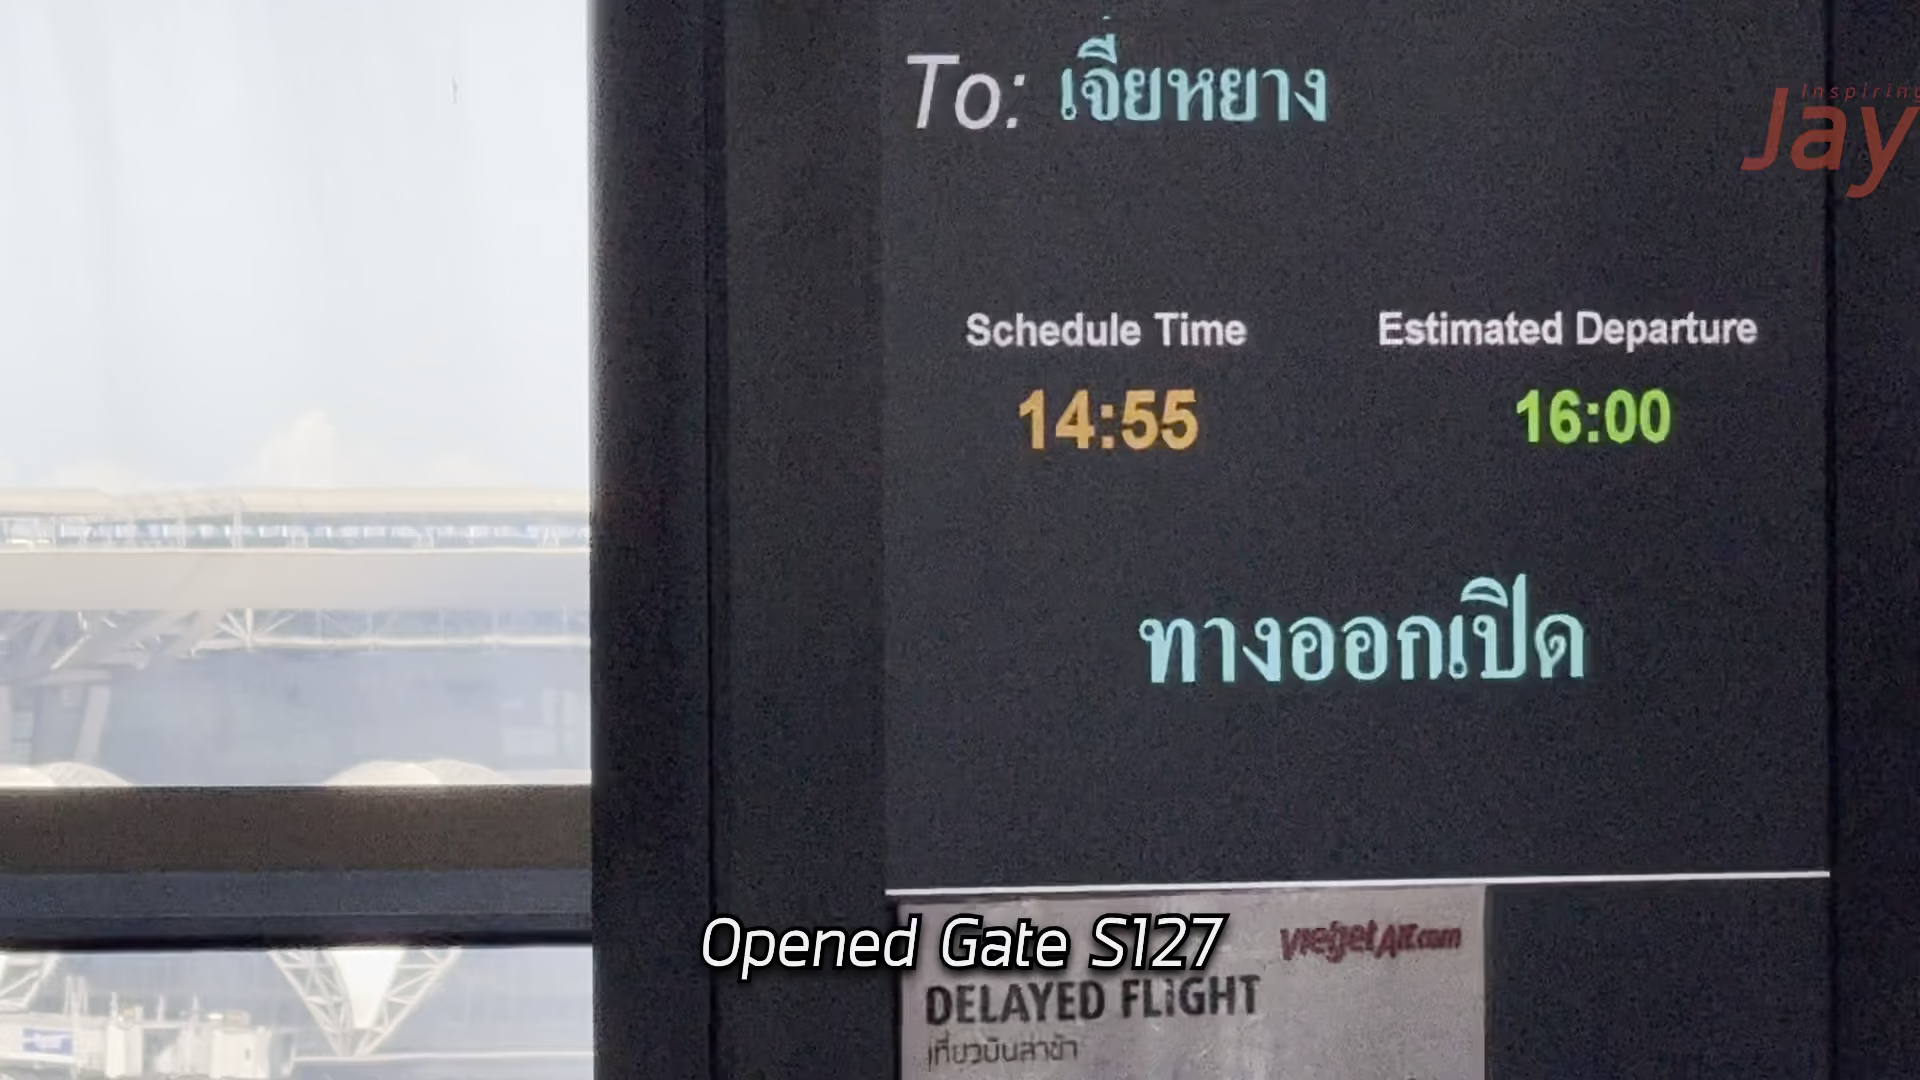 To: เจี๋ยหยาง
Inspiring
Jay
Schedule Time
Estimated Departure
14:55
16:00
ทางออกเปิด
Opened Gate S127
vietjetAir.com
DELAYED FLIGHT
เที่ยวบินล่าช้า